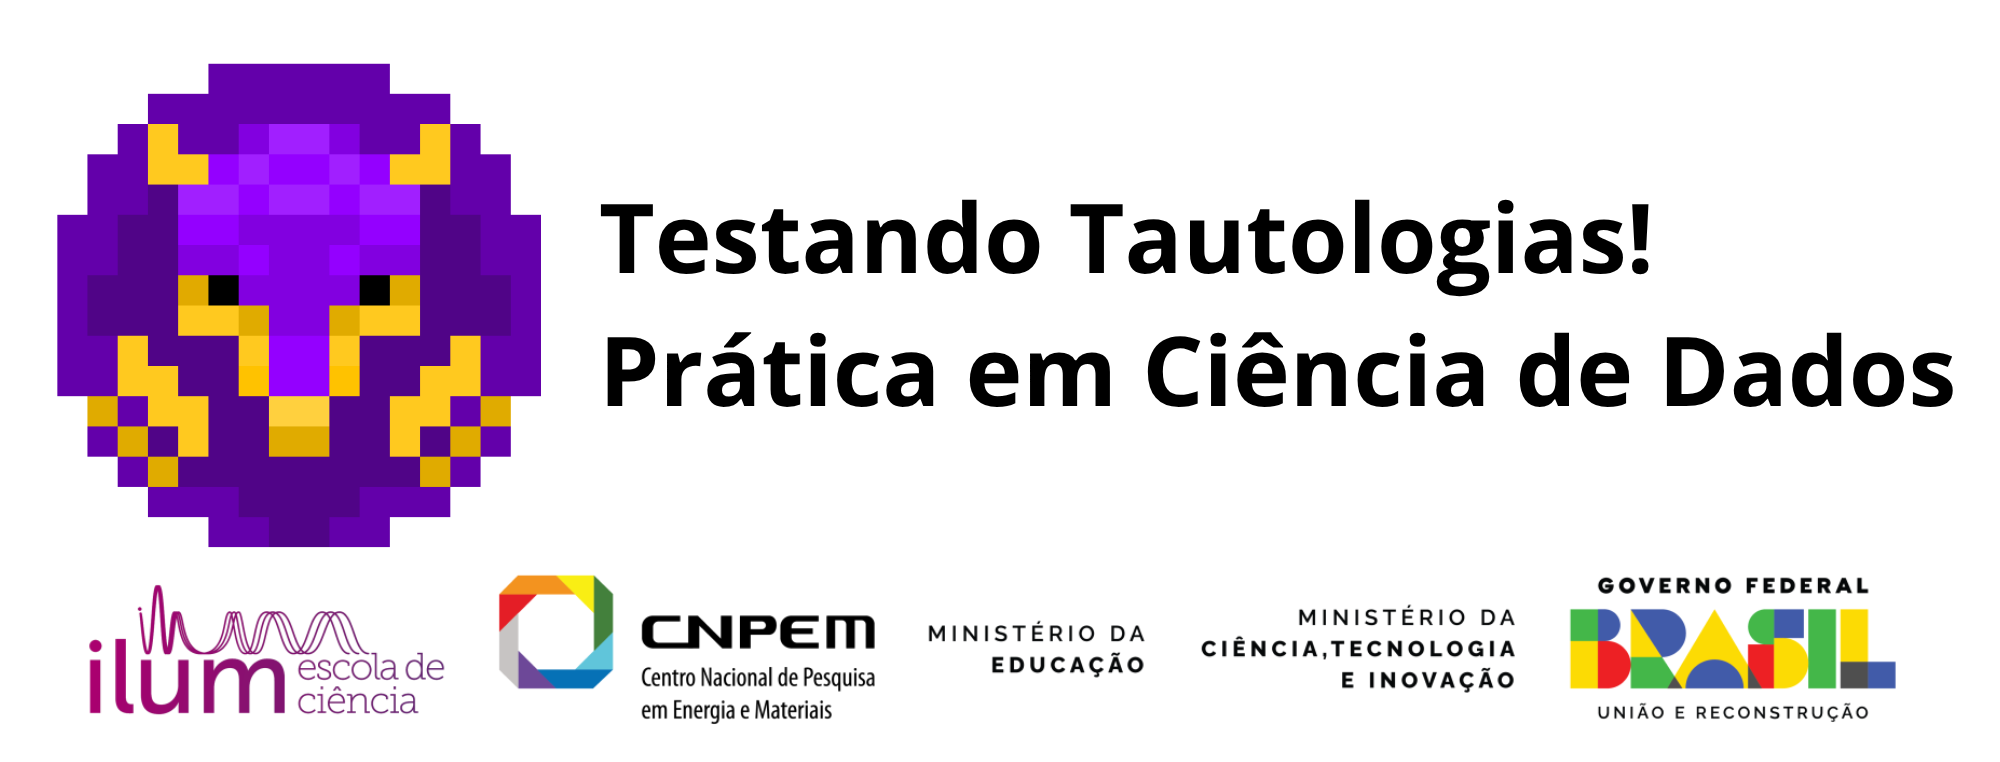 Testando Tautologias!
Prática em Ciência de Dados
ilum
escola de
ciência
CNPEM
Centro Nacional de Pesquisa
em Energia e Materiais
MINISTÉRIO DA
EDUCAÇÃO
MINISTÉRIO DA
CIÊNCIA,TECNOLOGIA
E INOVAÇÃO
GOVERNO FEDERAL
BRASIL
UNIÃO E RECONSTRUÇÃO